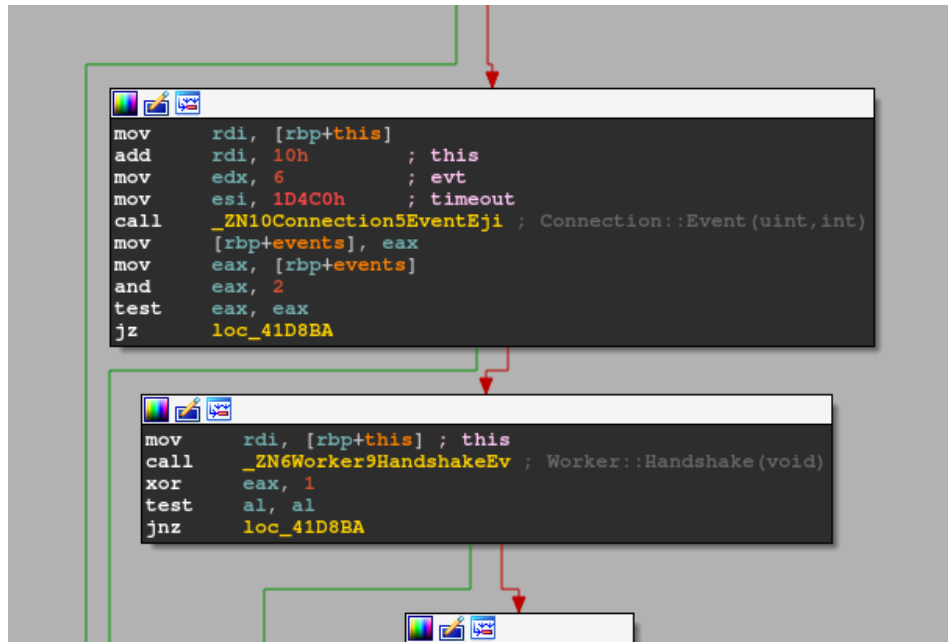 mov rdi, [rbp+this]
add rdi, 10h ; this
mov edx, 6 ; evt
mov esi, 1D4C0h ; timeout
call _ZN10Connection5EventEji ; Connection::Event(uint,int)
mov [rbp+events], eax
mov eax, [rbp+events]
and eax, 2
test eax, eax
jz loc_41D8BA
mov rdi, [rbp+this] ; this
call _ZN6Worker9HandshakeEv ; Worker::Handshake(void)
xor eax, 1
test al, al
jnz loc_41D8BA